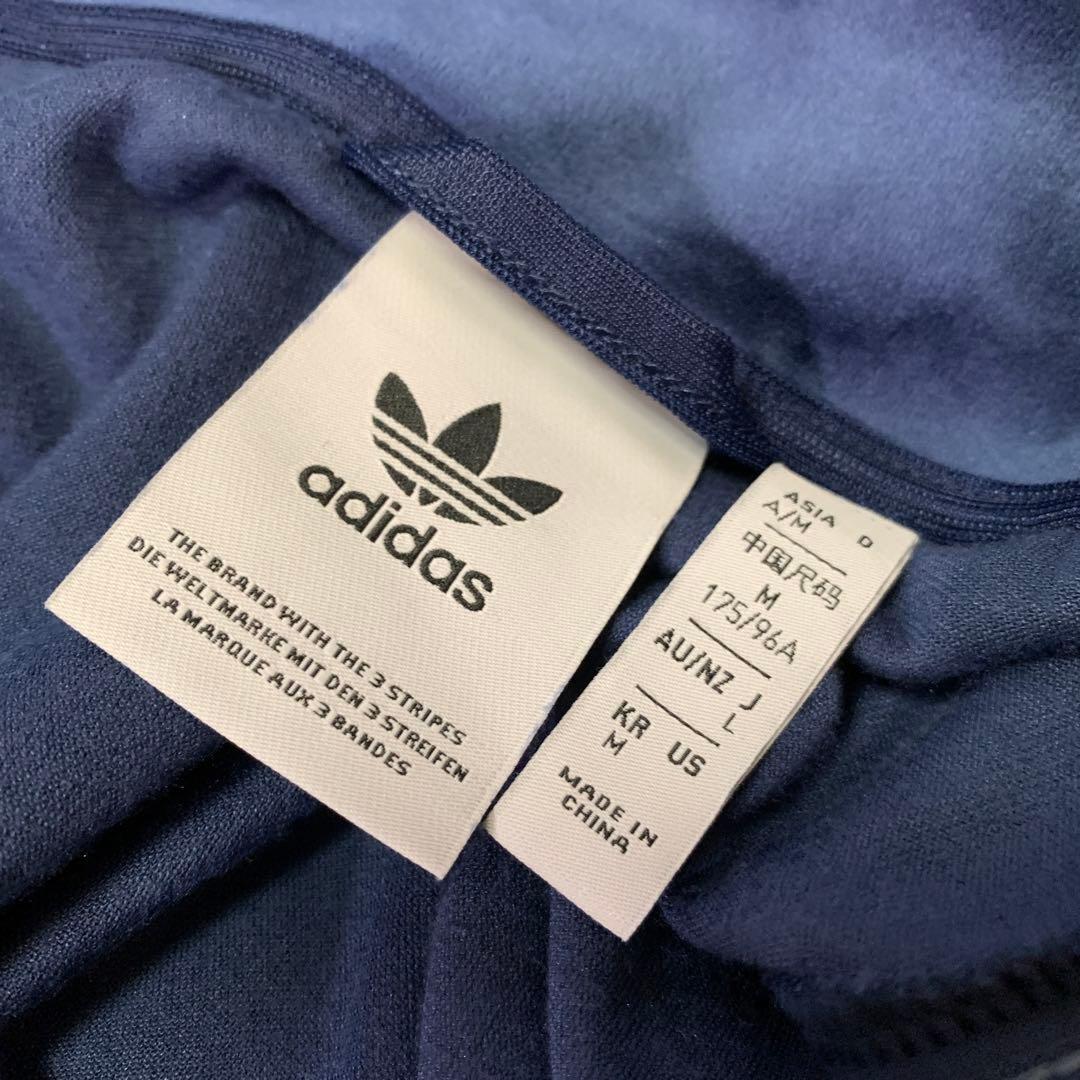 adidas
THE BRAND WITH THE 3 STRIPES
DIE WELTMARKE MIT DEN 3 STREIFEN
LA MARQUE AUX 3 BANDES
ASIA D
A/M
中国尺码
M
175/96A
AU/NZ J
L
KR US
M
MADE IN
CHINA